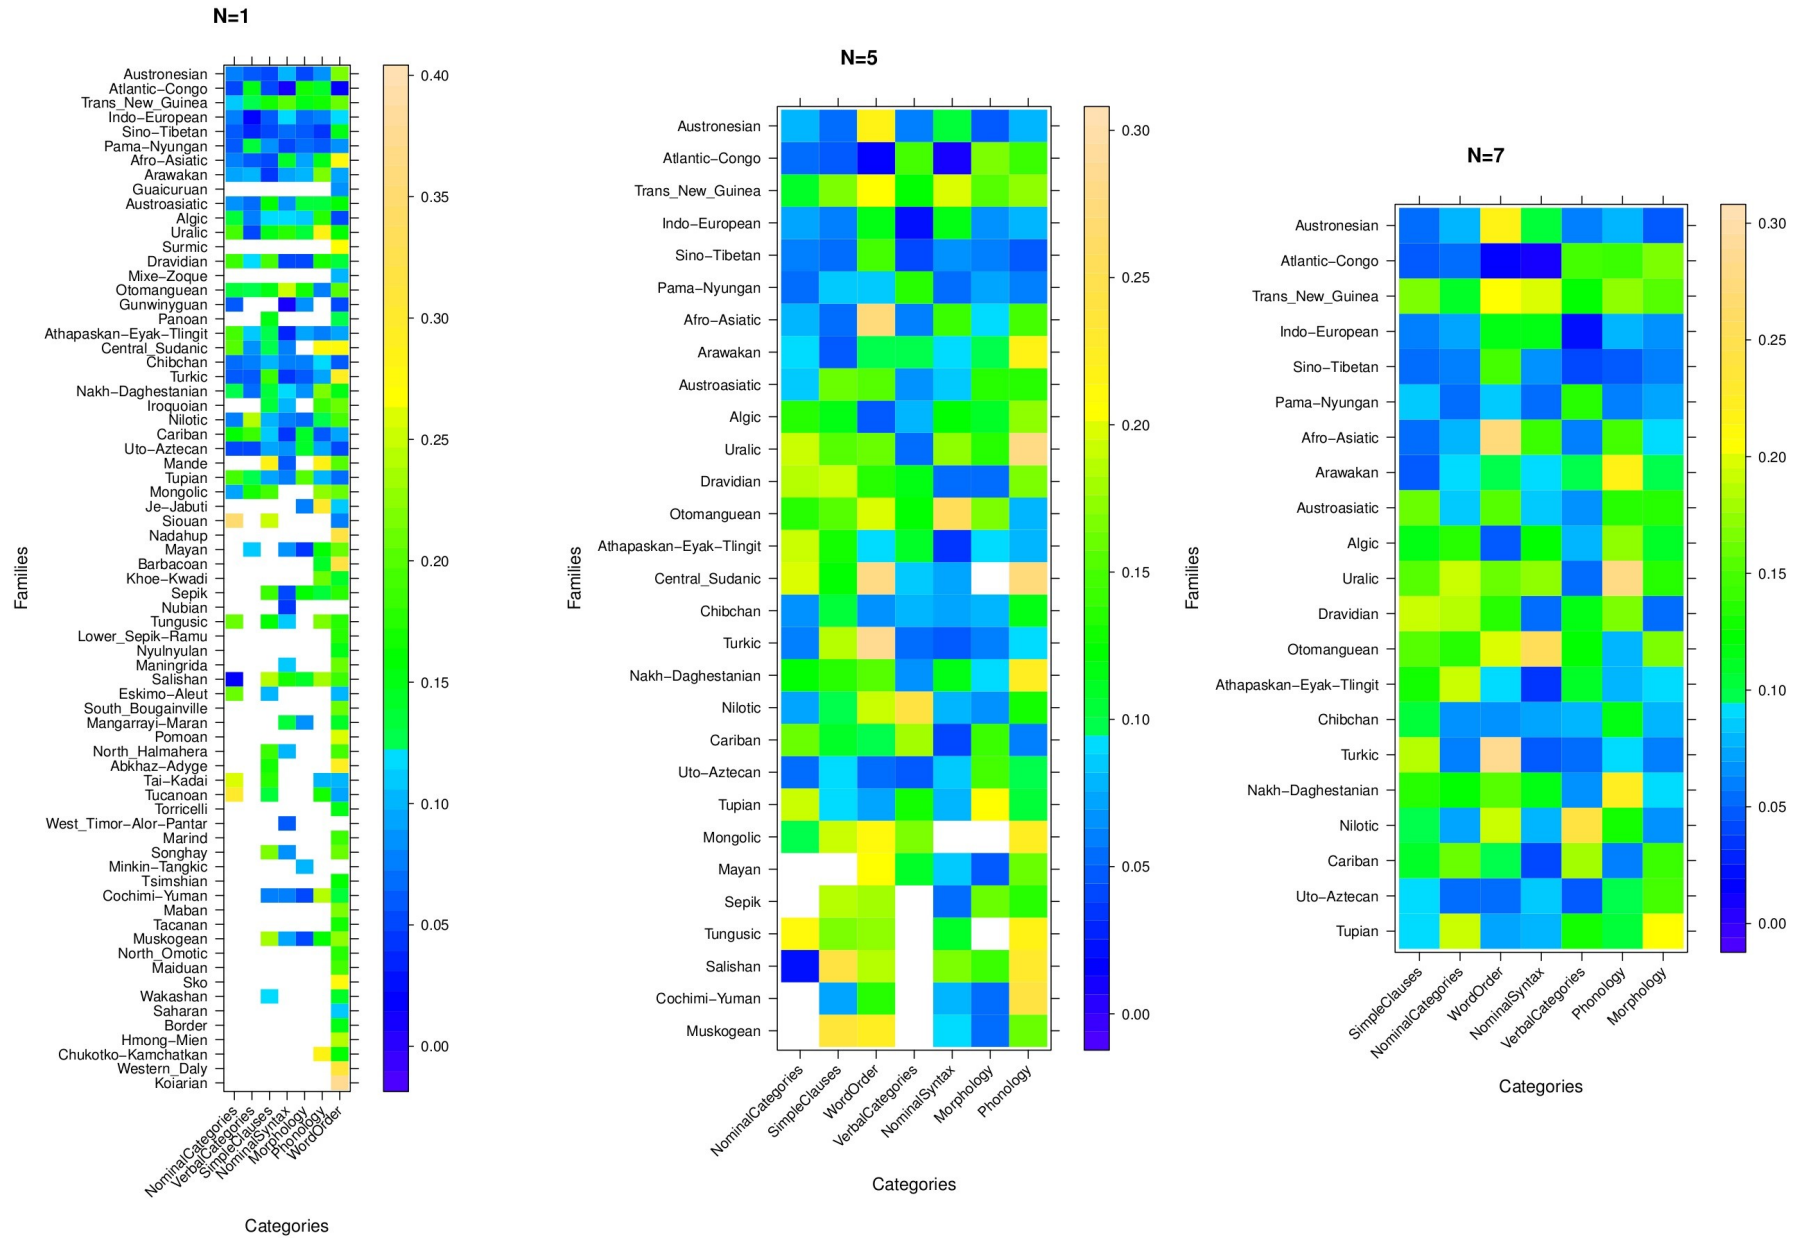 N=1
Austronesian
Atlantic−Congo
Trans_New_Guinea
Indo−European
Sino−Tibetan
Pama−Nyungan
Afro−Asiatic
Arawakan
Guaicuruan
Austroasiatic
Algic
Uralic
Surmic
Dravidian
Mixe−Zoque
Otomanguean
Gunwinyguan
Panoan
Athapaskan−Eyak−Tlingit
Central_Sudanic
Chibchan
Turkic
Nakh−Daghestanian
Iroquoian
Nilotic
Cariban
Uto−Aztecan
Mande
Tupian
Mongolic
Je−Jabuti
Siouan
Nadahup
Mayan
Barbacoan
Khoe−Kwadi
Sepik
Nubian
Tungusic
Lower_Sepik−Ramu
Nyulnyulan
Maningrida
Salishan
Eskimo−Aleut
South_Bougainville
Mangarrayi−Maran
Pomoan
North_Halmahera
Abkhaz−Adyge
Tai−Kadai
Tucanoan
Torricelli
West_Timor−Alor−Pantar
Marind
Songhay
Minkin−Tangkic
Tsimshian
Cochimi−Yuman
Maban
Tacanan
Muskogean
North_Omotic
Maiduan
Sko
Wakashan
Saharan
Border
Hmong−Mien
Chukotko−Kamchatkan
Western_Daly
Koiarian
Families
NominalCategories
VerbalCategories
SimpleClauses
NominalSyntax
Morphology
Phonology
WordOrder
Categories
0.40
0.35
0.30
0.25
0.20
0.15
0.10
0.05
0.00
N=5
Austronesian
Atlantic−Congo
Trans_New_Guinea
Indo−European
Sino−Tibetan
Pama−Nyungan
Afro−Asiatic
Arawakan
Austroasiatic
Algic
Uralic
Dravidian
Otomanguean
Athapaskan−Eyak−Tlingit
Central_Sudanic
Chibchan
Turkic
Nakh−Daghestanian
Nilotic
Cariban
Uto−Aztecan
Tupian
Mongolic
Mayan
Sepik
Tungusic
Salishan
Cochimi−Yuman
Muskogean
Families
NominalCategories
SimpleClauses
WordOrder
VerbalCategories
NominalSyntax
Morphology
Phonology
Categories
0.30
0.25
0.20
0.15
0.10
0.05
0.00
N=7
Austronesian
Atlantic−Congo
Trans_New_Guinea
Indo−European
Sino−Tibetan
Pama−Nyungan
Afro−Asiatic
Arawakan
Austroasiatic
Algic
Uralic
Dravidian
Otomanguean
Athapaskan−Eyak−Tlingit
Chibchan
Turkic
Nakh−Daghestanian
Nilotic
Cariban
Uto−Aztecan
Tupian
Families
SimpleClauses
NominalCategories
WordOrder
NominalSyntax
VerbalCategories
Phonology
Morphology
Categories
0.30
0.25
0.20
0.15
0.10
0.05
0.00